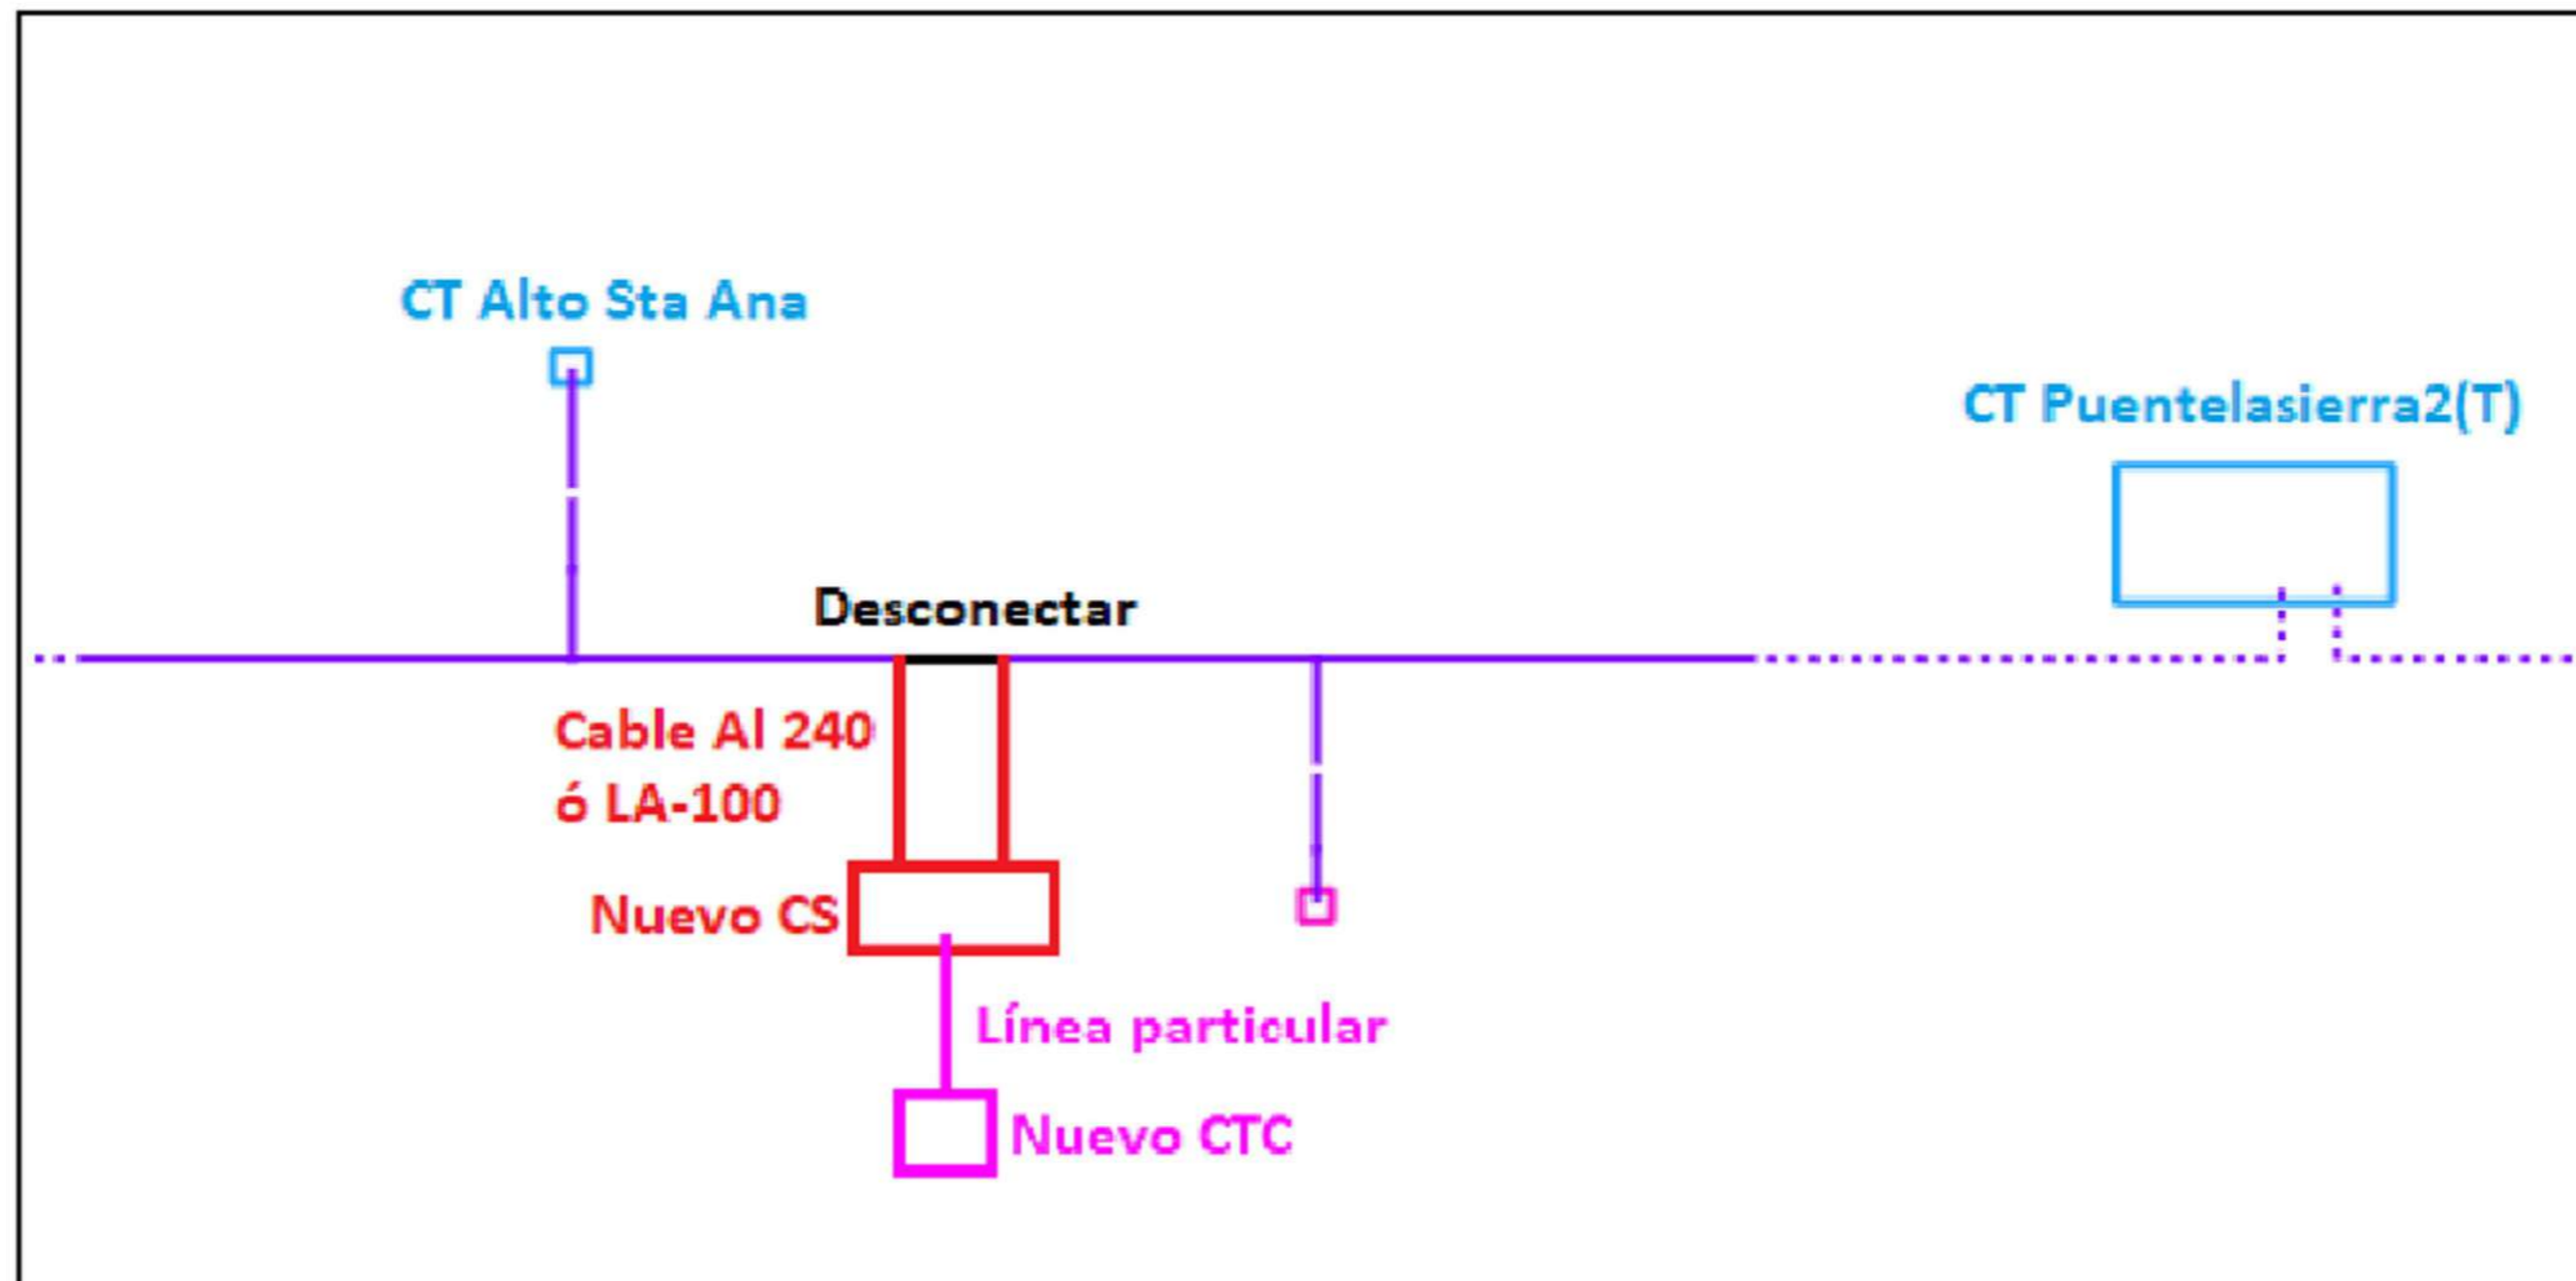 CT Alto Sta Ana
CT Puentelasierra2(T)
Desconectar
Cable Al 240
ó LA-100
Nuevo CS
Línea particular
Nuevo CTC